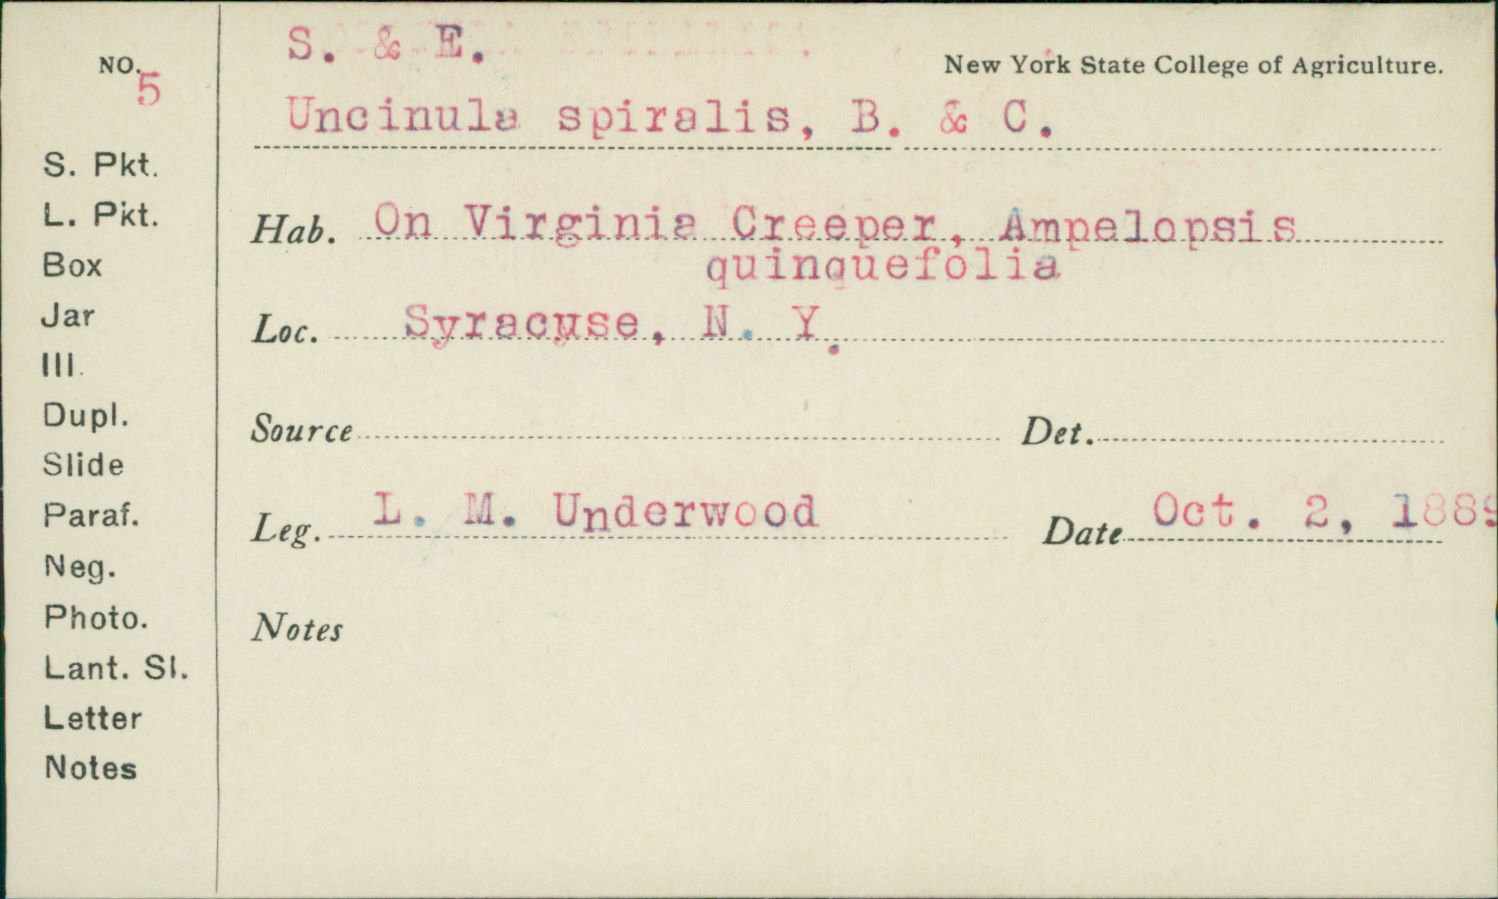 NO.
5
S. & E.
New York State College of Agriculture.
Uncinula spiralis, B. & C.
S. Pkt.
L. Pkt.
Box
Jar
Ill.
Dupl.
Slide
Paraf.
Neg.
Photo.
Lant. Sl.
Letter
Notes
Hab. On Virginia Creeper, Ampelopsis
quinquefolia
Loc. Syracuse, N. Y.
Source
Det.
Leg. L. M. Underwood
Date Oct. 2, 1889
Notes